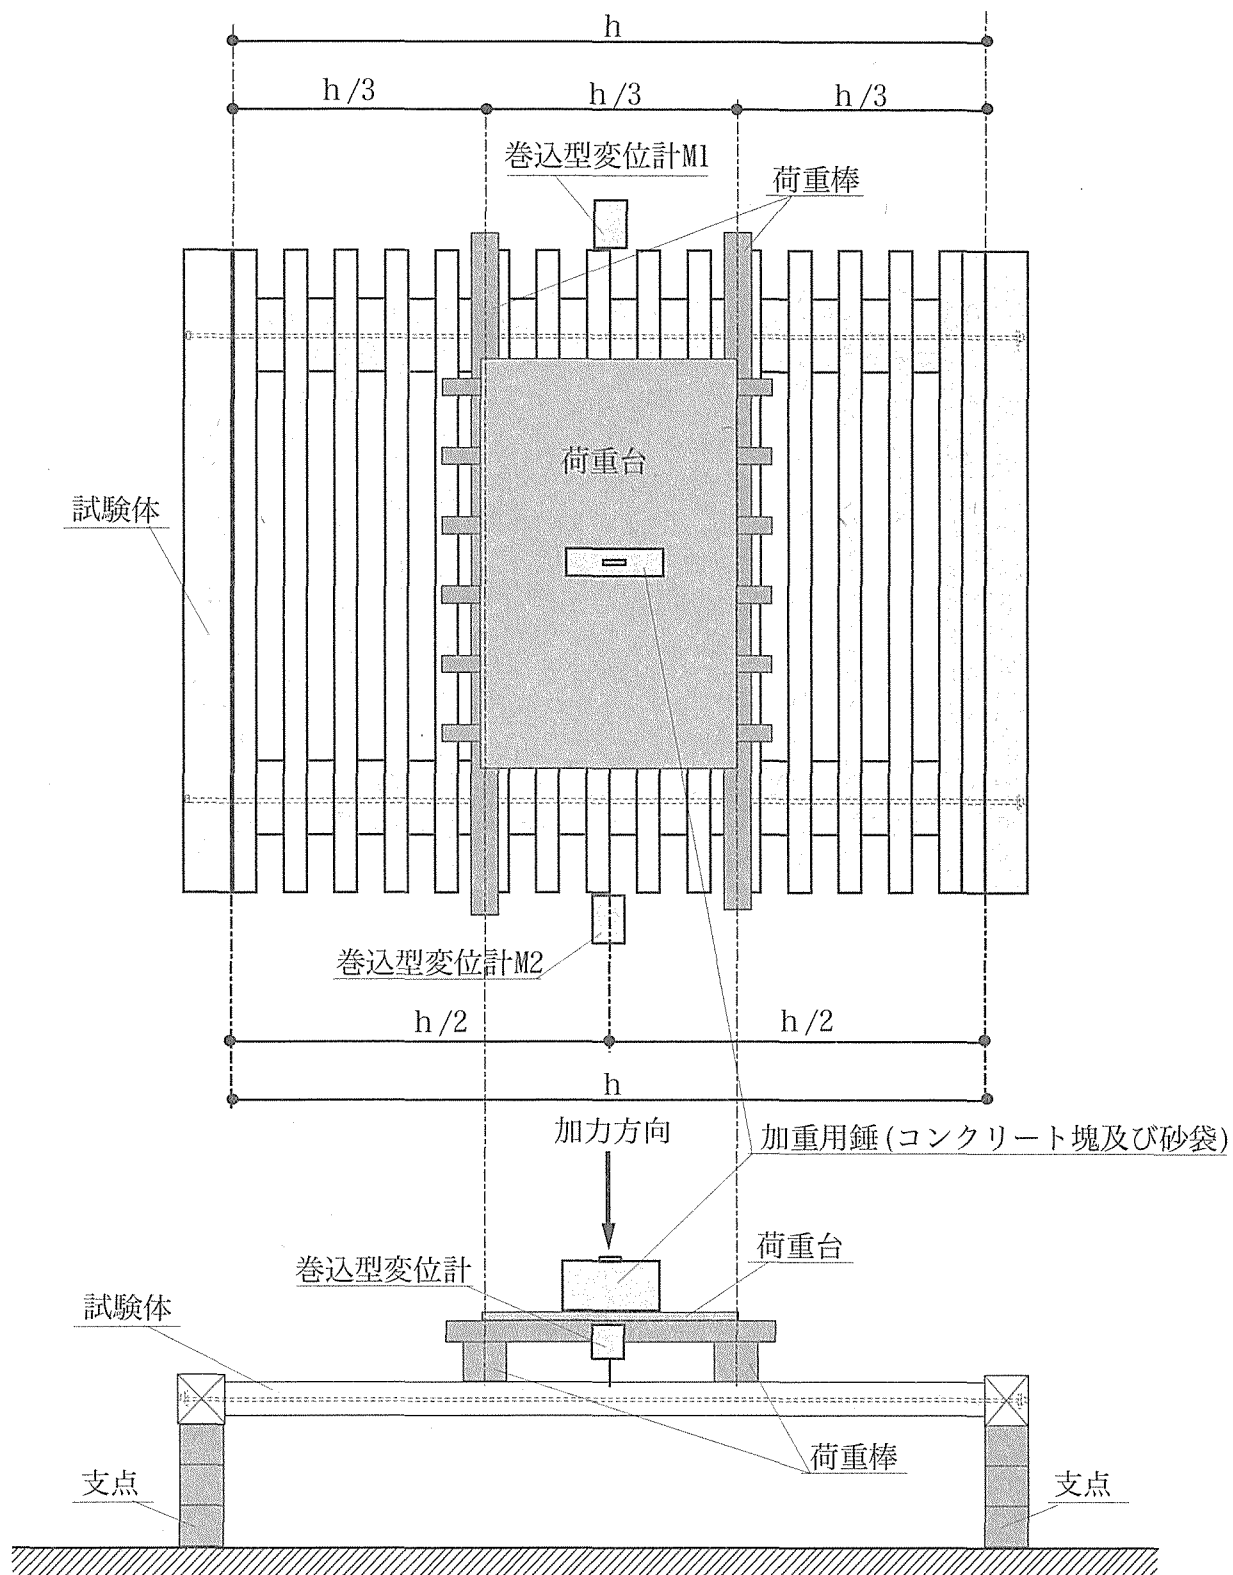 h
h/3
h/3
h/3
巻込型変位計M1
荷重棒
荷重台
試験体
巻込型変位計M2
h/2
h/2
h
加力方向
加重用錘(コンクリート塊及び砂袋)
荷重台
巻込型変位計
試験体
荷重棒
支点
支点